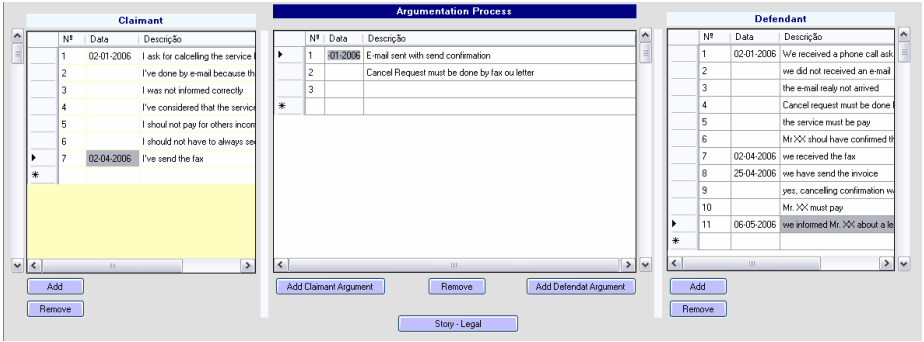 Claimant
Nº Data Descrição
1 02-01-2006 I ask for calcelling the service
2 I've done by e-mail because th
3 I was not informed correctly
4 I've considered that the service
5 I shoul not pay for others incorr
6 I should not have to always se
7 02-04-2006 I've send the fax
Add
Remove
Argumentation Process
Nº Data Descrição
1 -01-2006 E-mail sent with send confirmation
2 Cancel Request must be done by fax ou letter
3
Add Claimant Argument Remove Add Defendat Argument
Story - Legal
Defendant
Nº Data Descrição
1 02-01-2006 We received a phone call ask
2 we did not received an e-mail
3 the e-mail realy not arrived
4 Cancel request must be done
5 the service must be pay
6 Mr XX shoul have confirmed th
7 02-04-2006 we received the fax
8 25-04-2006 we have send the invoice
9 yes, cancelling confirmation w
10 Mr. XX must pay
11 06-05-2006 we informed Mr. XX about a le
Add
Remove